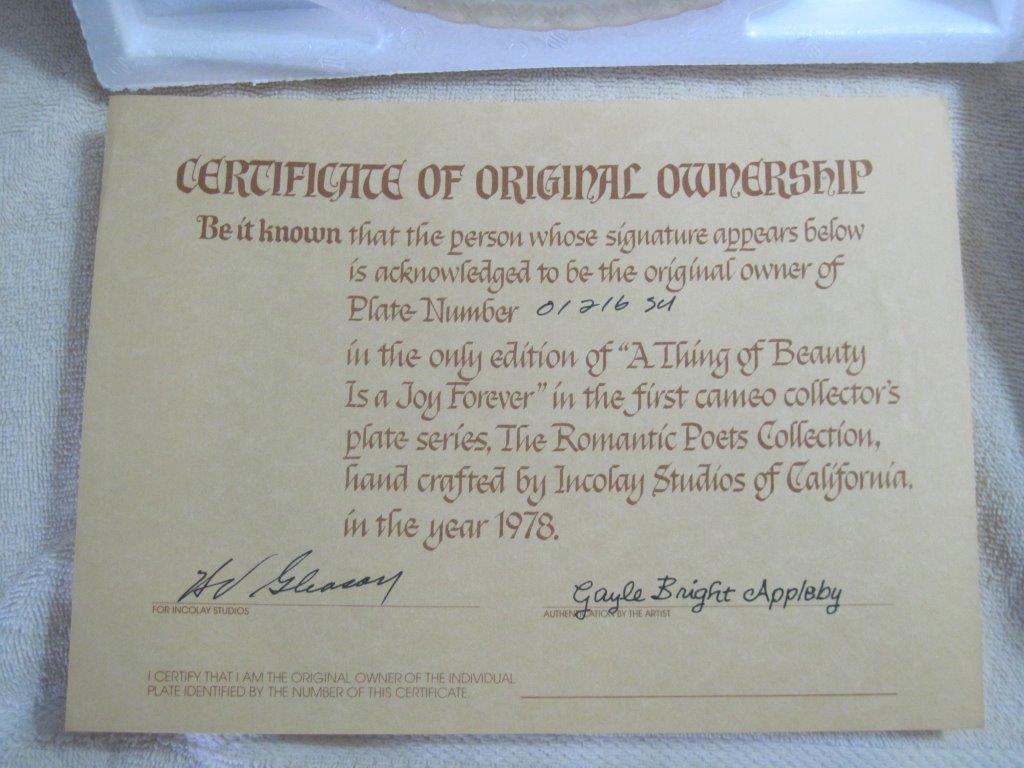 CERTIFICATE OF ORIGINAL OWNERSHIP
Be it known that the person whose signature appears below
is acknowledged to be the original owner of
Plate Number 01216 SU
in the only edition of “A Thing of Beauty
Is a Joy Forever” in the first cameo collector's
plate series, The Romantic Poets Collection,
hand crafted by Incolay Studios of California.
in the year 1978.
Gleason
Gayle Bright Appleby
FOR INCOLAY STUDIOS
AUTHENTICATION BY THE ARTIST
I CERTIFY THAT I AM THE ORIGINAL OWNER OF THE INDIVIDUAL
PLATE IDENTIFIED BY THE NUMBER OF THIS CERTIFICATE.